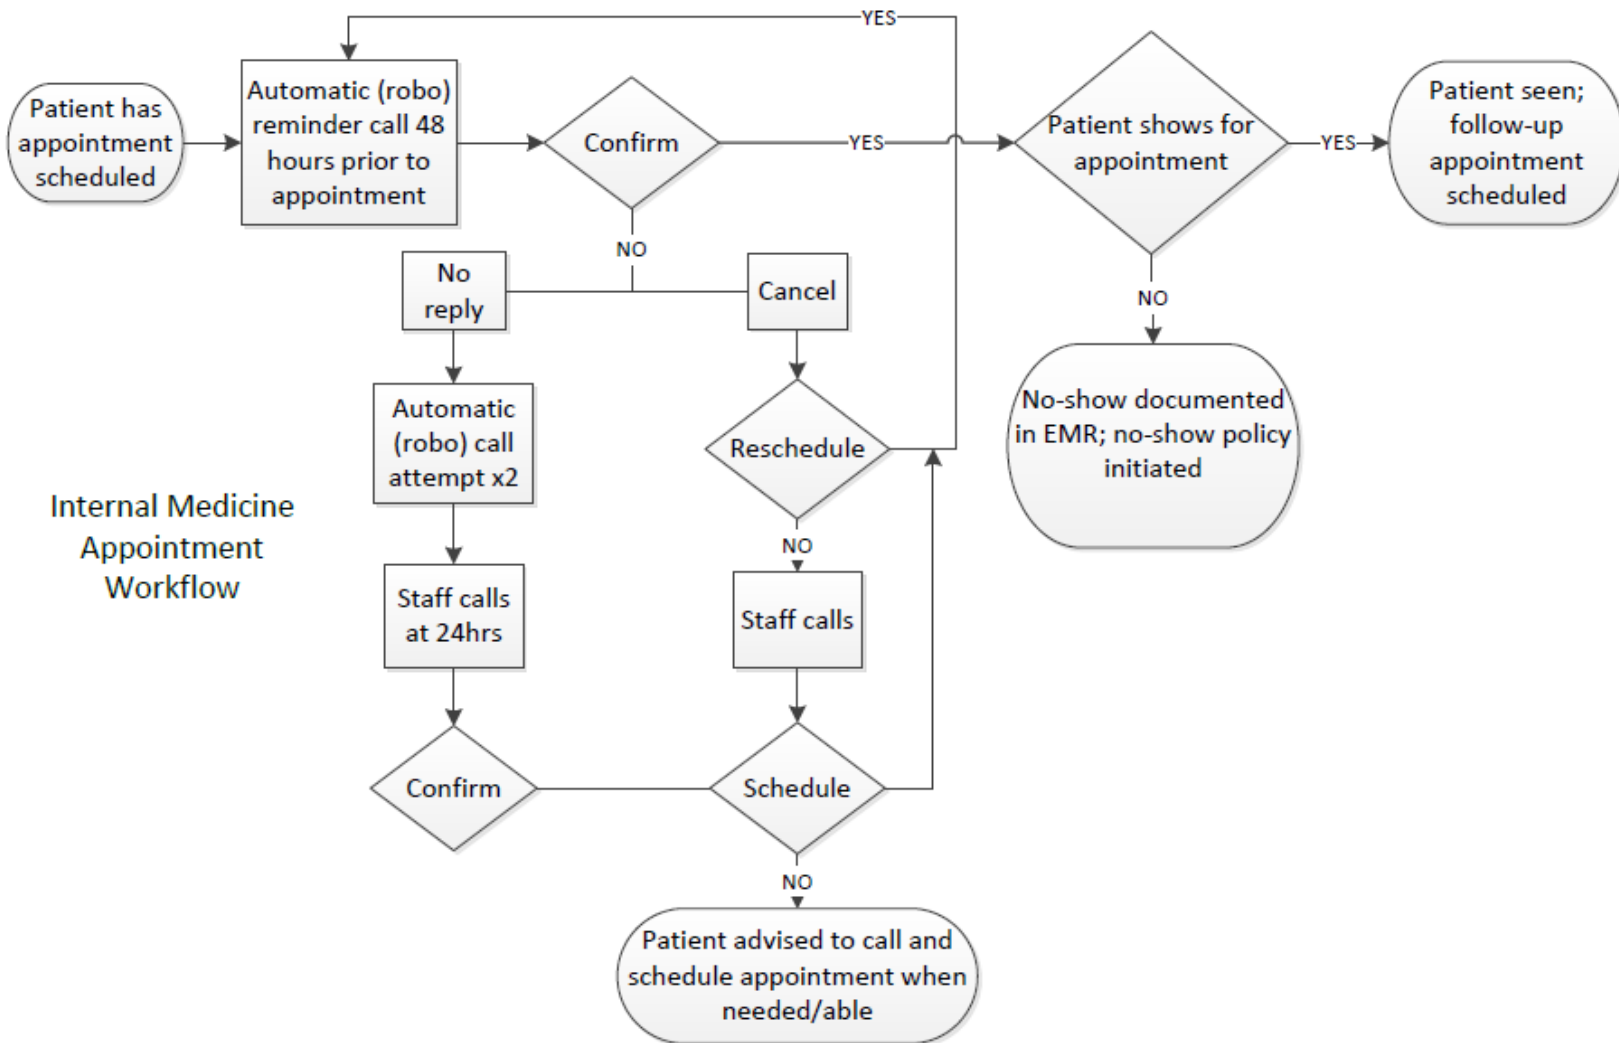 YES
Patient has
appointment
scheduled
Automatic (robo)
reminder call 48
hours prior to
appointment
Confirm
YES
Patient shows for
appointment
YES
Patient seen;
follow-up
appointment
scheduled
NO
No
reply
Cancel
NO
No-show documented
in EMR; no-show policy
initiated
Automatic
(robo) call
attempt x2
Reschedule
Internal Medicine
Appointment
Workflow
NO
Staff calls
at 24hrs
Staff calls
Confirm
Schedule
NO
Patient advised to call and
schedule appointment when
needed/able